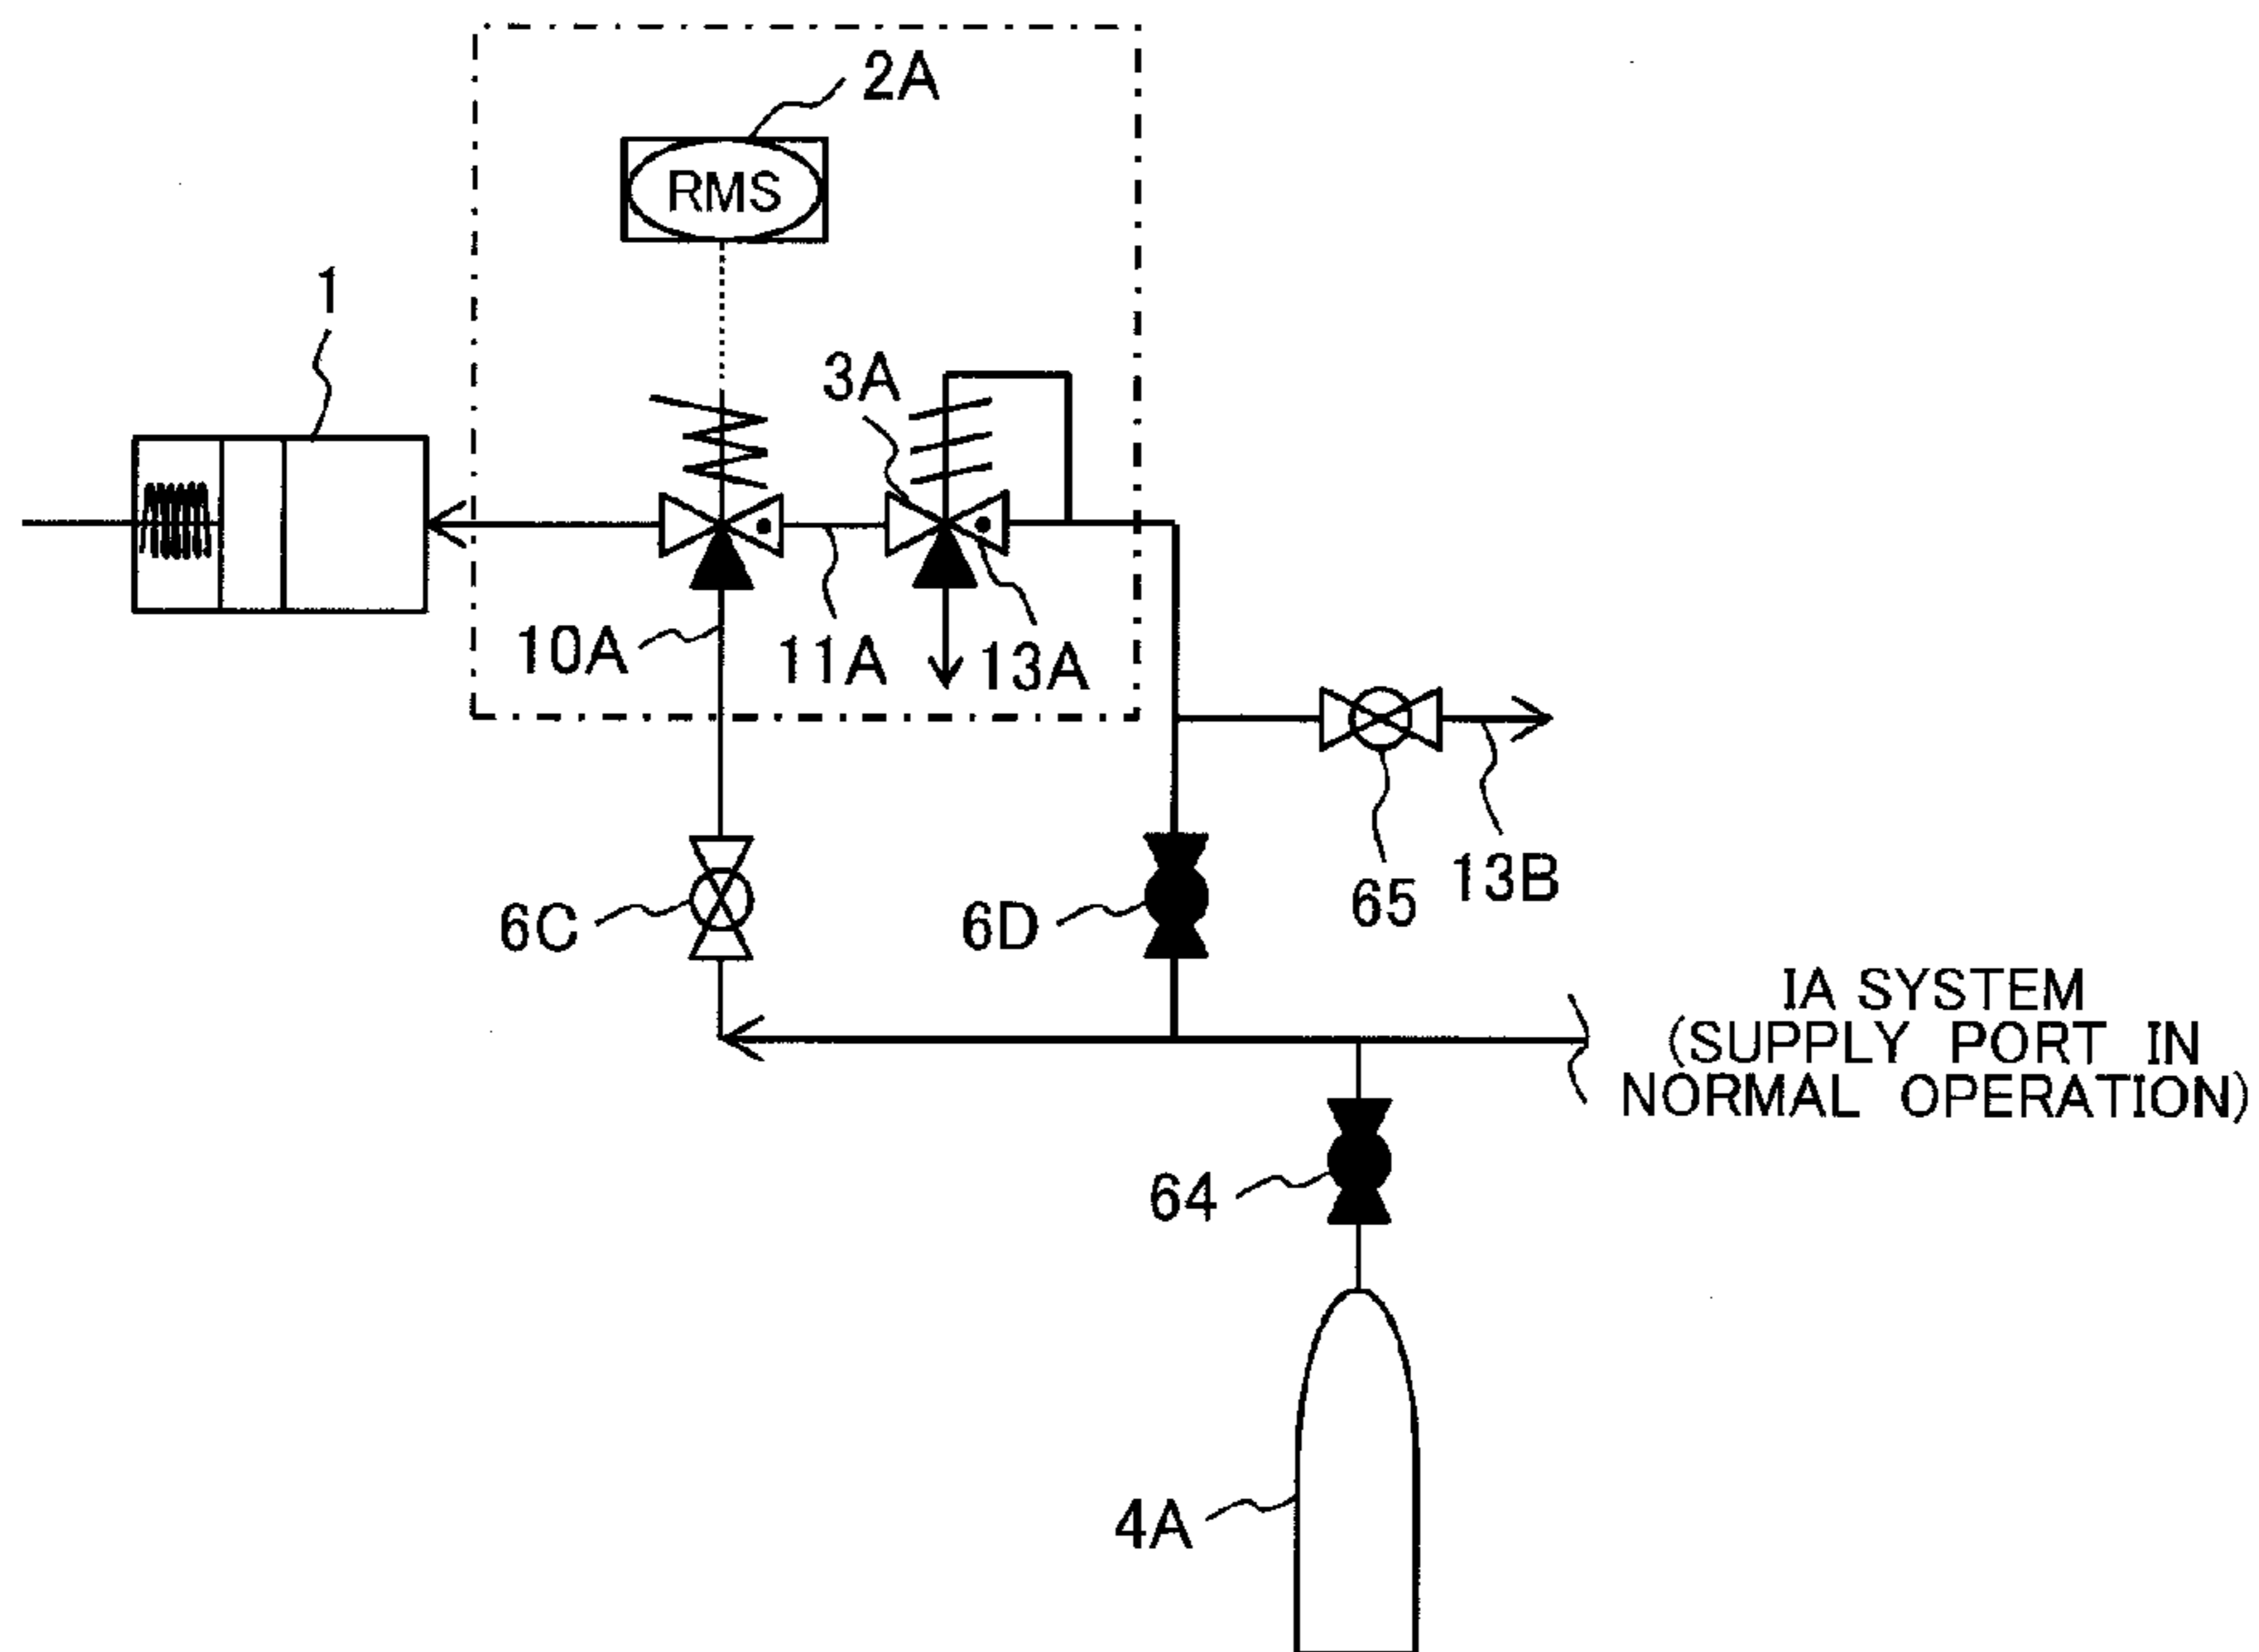 2A
RMS
1
3A
10A
11A
13A
65
13B
6C
6D
IA SYSTEM
(SUPPLY PORT IN
NORMAL OPERATION)
64
4A